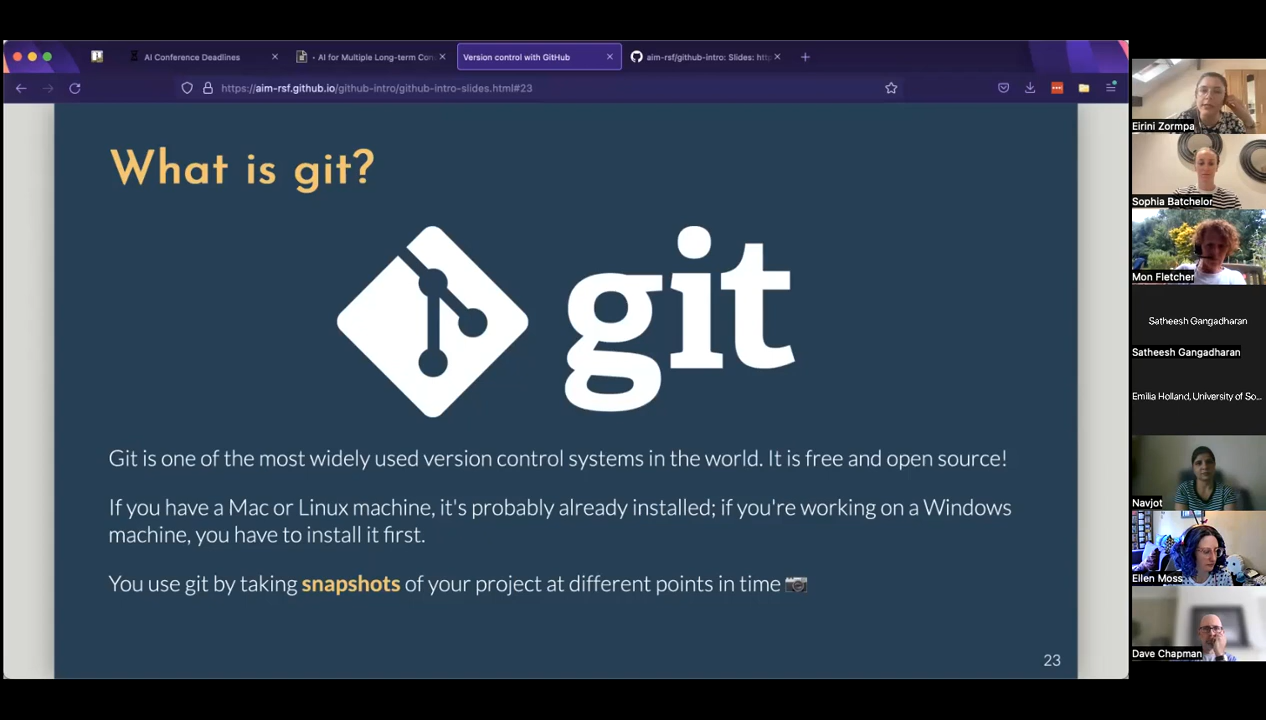 AI Conference Deadlines
AI for Multiple Long-term Con
Version control with GitHub
aim-rsf/github-intro: Slides: http
https://aim-rsf.github.io/github-intro/github-intro-slides.html#23
What is git?
git
Git is one of the most widely used version control systems in the world. It is free and open source!
If you have a Mac or Linux machine, it's probably already installed; if you're working on a Windows
machine, you have to install it first.
You use git by taking snapshots of your project at different points in time
23
Eirini Zormpa
Sophia Batchelor
Mon Fletcher
Satheesh Gangadharan
Satheesh Gangadharan
Emilia Holland, University of So...
Navjot
Ellen Moss
Dave Chapman